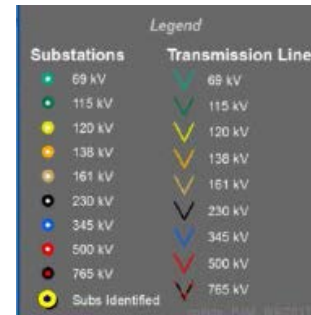 Legend
Substations Transmission Line
69 kV 69 kV
115 kV 115 kV
120 kV 120 kV
138 kV 138 kV
161 kV 161 kV
230 kV 230 kV
345 kV 345 kV
500 kV 500 kV
765 kV 765 kV
Subs Identified